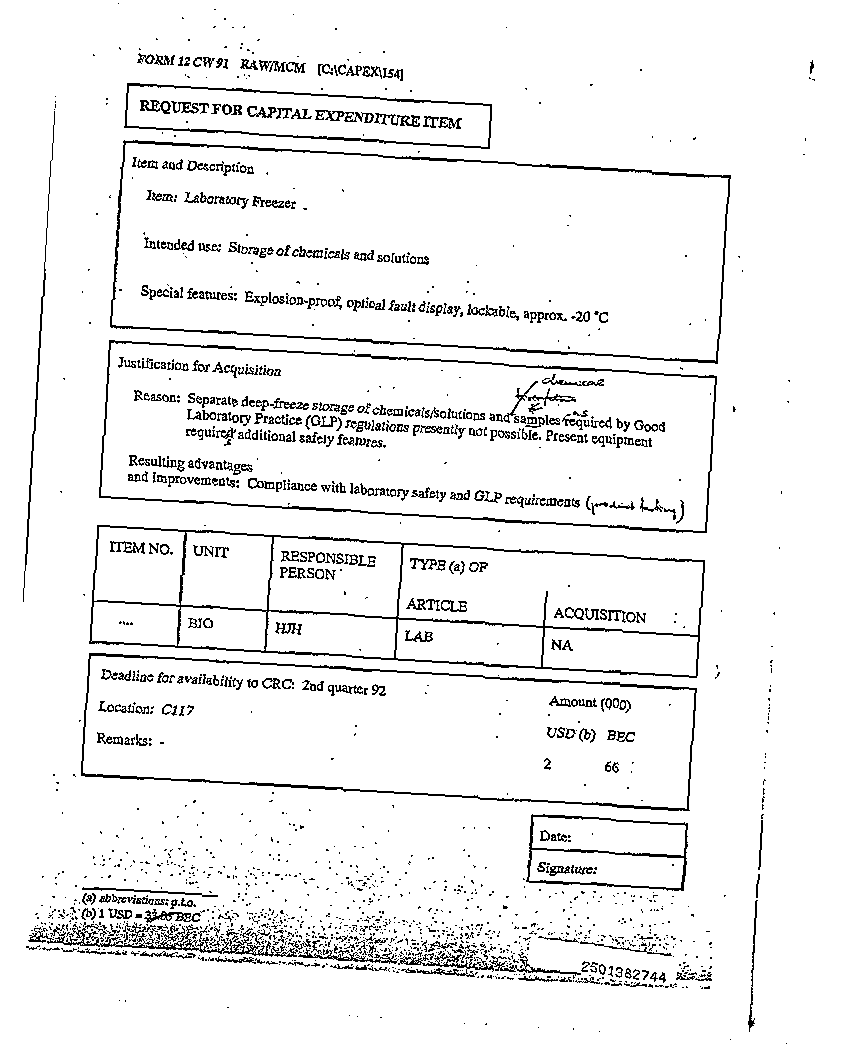 FORM 12 CW 91 RAW/MCM [C:\CAPEX\154]
REQUEST FOR CAPITAL EXPENDITURE ITEM
Item and Description
Item: Laboratory Freezer
Intended use: Storage of chemicals and solutions
Special features: Explosion-proof, optical fault display, lockable, approx. -20 °C
Justification for Acquisition
chemical
Reason: Separate deep-freeze storage of chemicals/solutions and samples as required by Good
Laboratory Practice (GLP) regulations presently not possible. Present equipment
requires additional safety features.
Resulting advantages
and Improvements: Compliance with laboratory safety and GLP requirements (product testing)
ITEM NO. UNIT RESPONSIBLE PERSON TYPE (a) OF
ARTICLE ACQUISITION
.... BIO HJH LAB NA
Deadline for availability to CRC: 2nd quarter 92
Amount (000)
Location: C117
USD (b) BEC
Remarks: -
2 66
Date:
Signature:
(a) abbreviations: p.t.o.
(b) 1 USD = BEC
2501382744